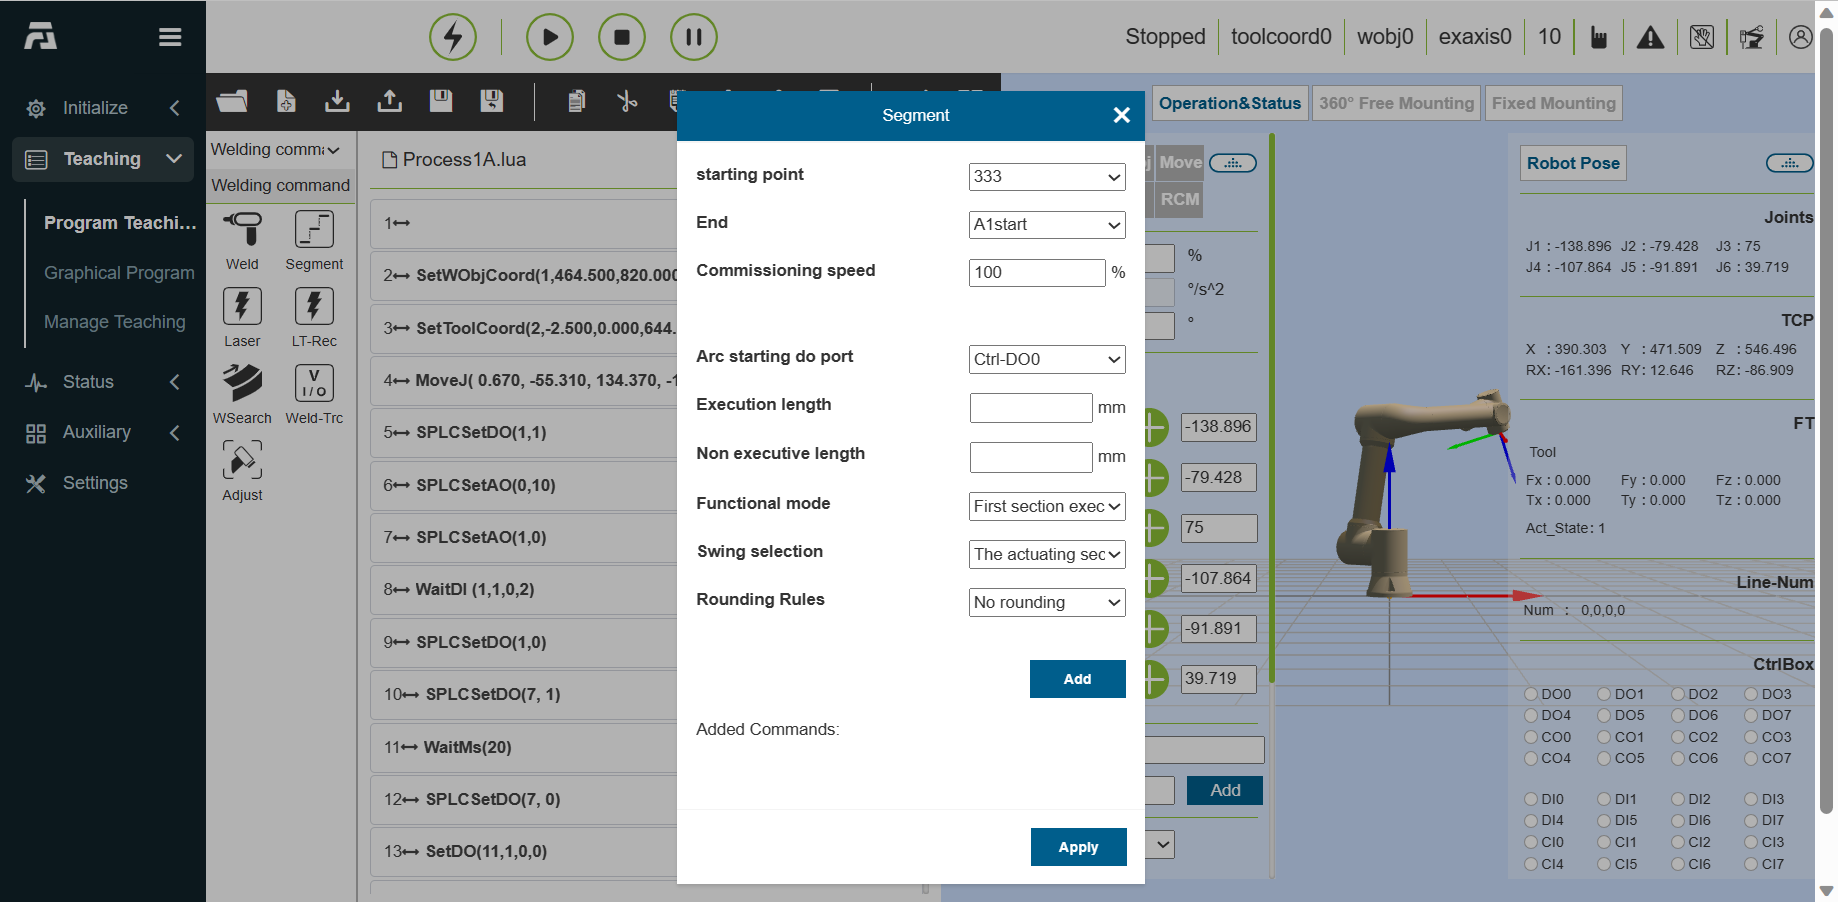 Stopped
toolcoord0
wobj0
exaxis0
10
Initialize
Teaching
Program Teachi...
Graphical Program
Manage Teaching
Status
Auxiliary
Settings
Welding comma
Welding command
Weld
Segment
Laser
LT-Rec
WSearch
V
I/O
Weld-Trc
Adjust
Process1A.lua
1
2 SetWObjCoord(1,464.500,820.000
3 SetToolCoord(2,-2.500,0.000,644.
4 MoveJ( 0.670, -55.310, 134.370, -1
5 SPLCSetDO(1,1)
6 SPLCSetAO(0,10)
7 SPLCSetAO(1,0)
8 WaitDI (1,1,0,2)
9 SPLCSetDO(1,0)
10 SPLCSetDO(7, 1)
11 WaitMs(20)
12 SPLCSetDO(7, 0)
13 SetDO(11,1,0,0)
Segment
starting point 333
End A1start
Commissioning speed 100 %
Arc starting do port Ctrl-DO0
Execution length mm
Non executive length mm
Functional mode First section exec
Swing selection The actuating sec
Rounding Rules No rounding
Add
Added Commands:
Apply
Operation&Status
360° Free Mounting
Fixed Mounting
Move
RCM
%
°/s^2
°
-138.896
-79.428
75
-107.864
-91.891
39.719
Add
Robot Pose
Joints
J1 : -138.896 J2 : -79.428 J3 : 75
J4 : -107.864 J5 : -91.891 J6 : 39.719
TCP
X : 390.303 Y : 471.509 Z : 546.496
RX: -161.396 RY: 12.646 RZ: -86.909
FT
Tool
Fx : 0.000 Fy : 0.000 Fz : 0.000
Tx : 0.000 Ty : 0.000 Tz : 0.000
Act_State: 1
Line-Num
Num : 0,0,0,0
CtrlBox
DO0 DO1 DO2 DO3
DO4 DO5 DO6 DO7
CO0 CO1 CO2 CO3
CO4 CO5 CO6 CO7
DI0 DI1 DI2 DI3
DI4 DI5 DI6 DI7
CI0 CI1 CI2 CI3
CI4 CI5 CI6 CI7